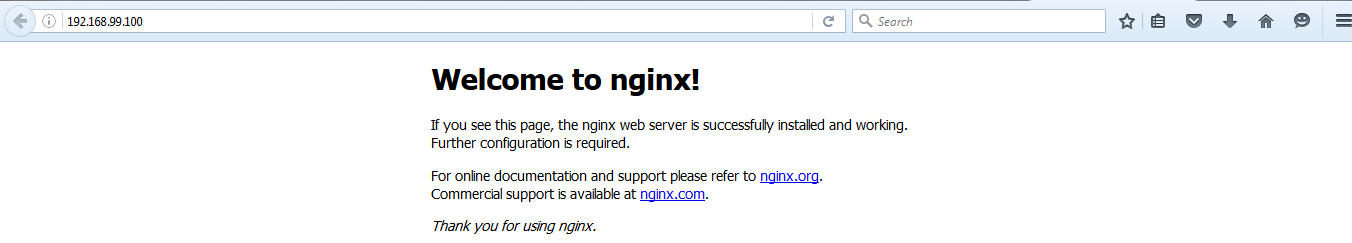 192.168.99.100
Search
Welcome to nginx!
If you see this page, the nginx web server is successfully installed and working.
Further configuration is required.
For online documentation and support please refer to nginx.org.
Commercial support is available at nginx.com.
Thank you for using nginx.